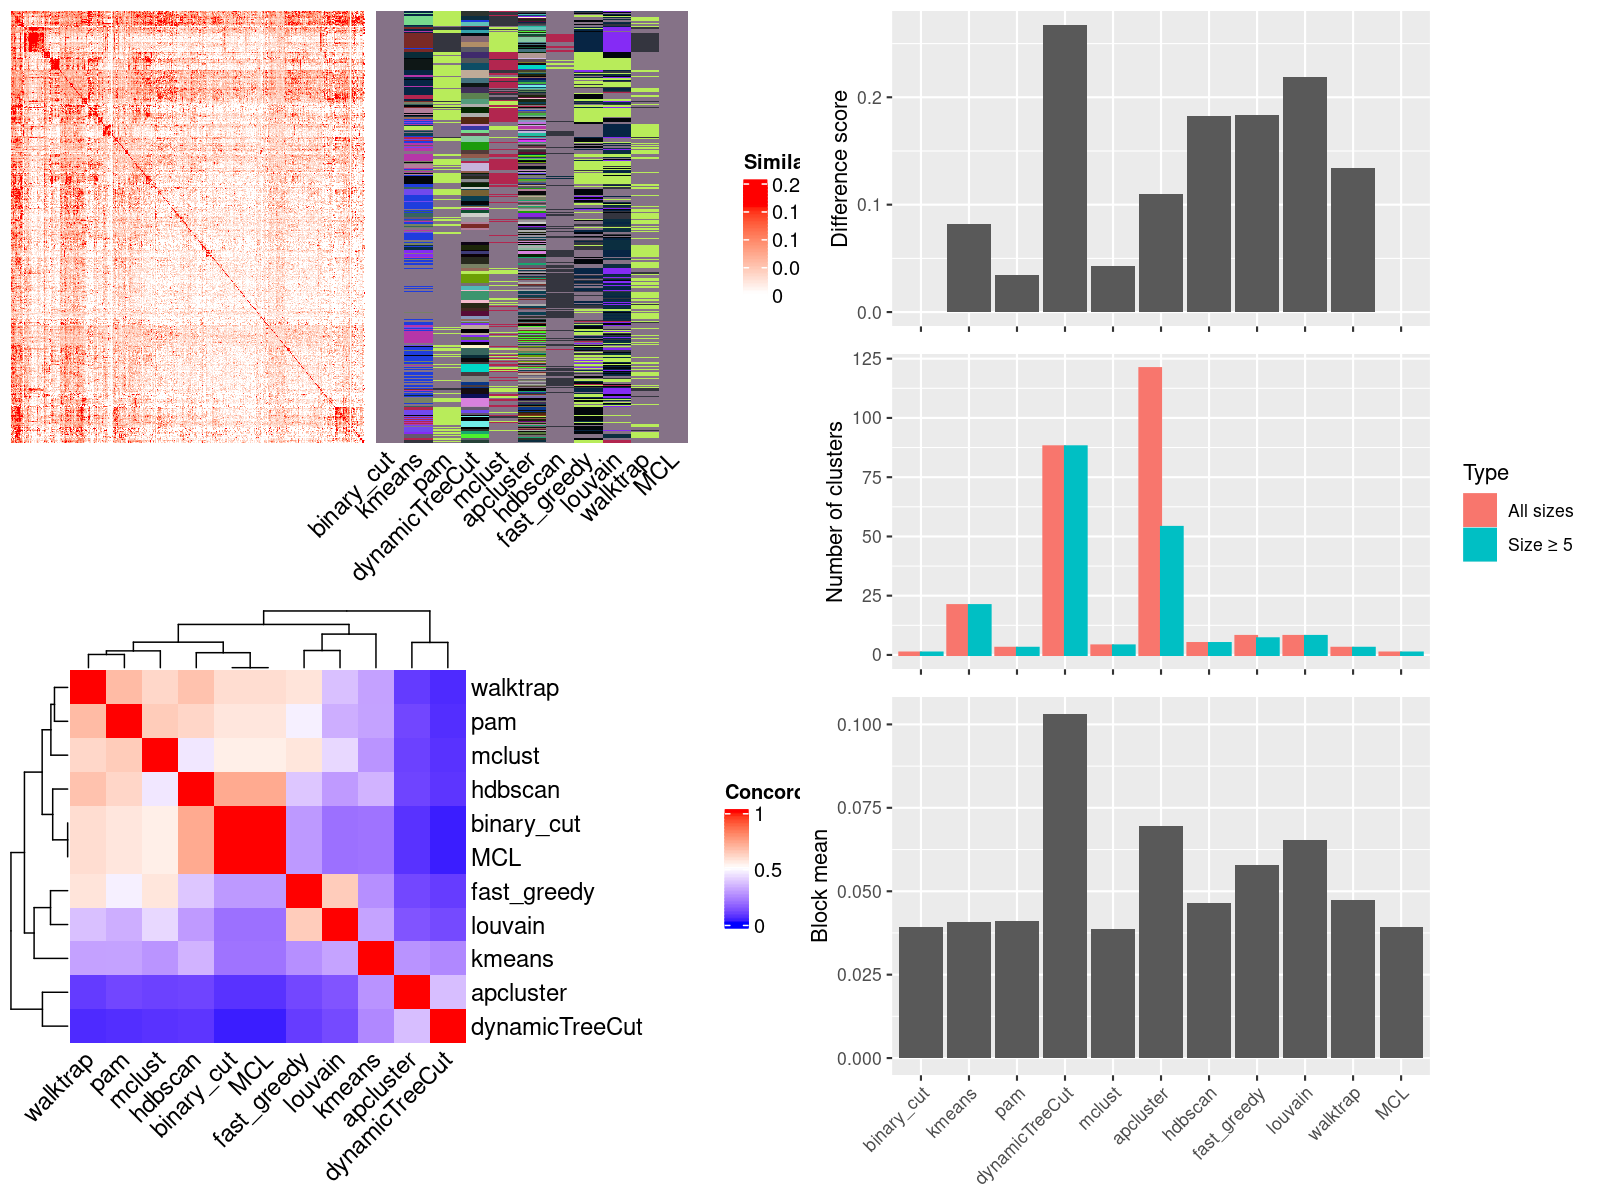 Simila
0.2
0.1
0.1
0.0
0
binary_cut
kmeans
pam
dynamicTreeCut
mclust
apcluster
hdbscan
fast_greedy
louvain
walktrap
MCL
walktrap
pam
mclust
hdbscan
binary_cut
MCL
fast_greedy
louvain
kmeans
apcluster
dynamicTreeCut
walktrap
pam
mclust
hdbscan
binary_cut
MCL
fast_greedy
louvain
kmeans
apcluster
dynamicTreeCut
Concord
1
0.5
0
Difference score
0.2
0.1
0.0
Number of clusters
125
100
75
50
25
0
Type
All sizes
Size ≥ 5
Block mean
0.100
0.075
0.050
0.025
0.000
binary_cut
kmeans
pam
dynamicTreeCut
mclust
apcluster
hdbscan
fast_greedy
louvain
walktrap
MCL